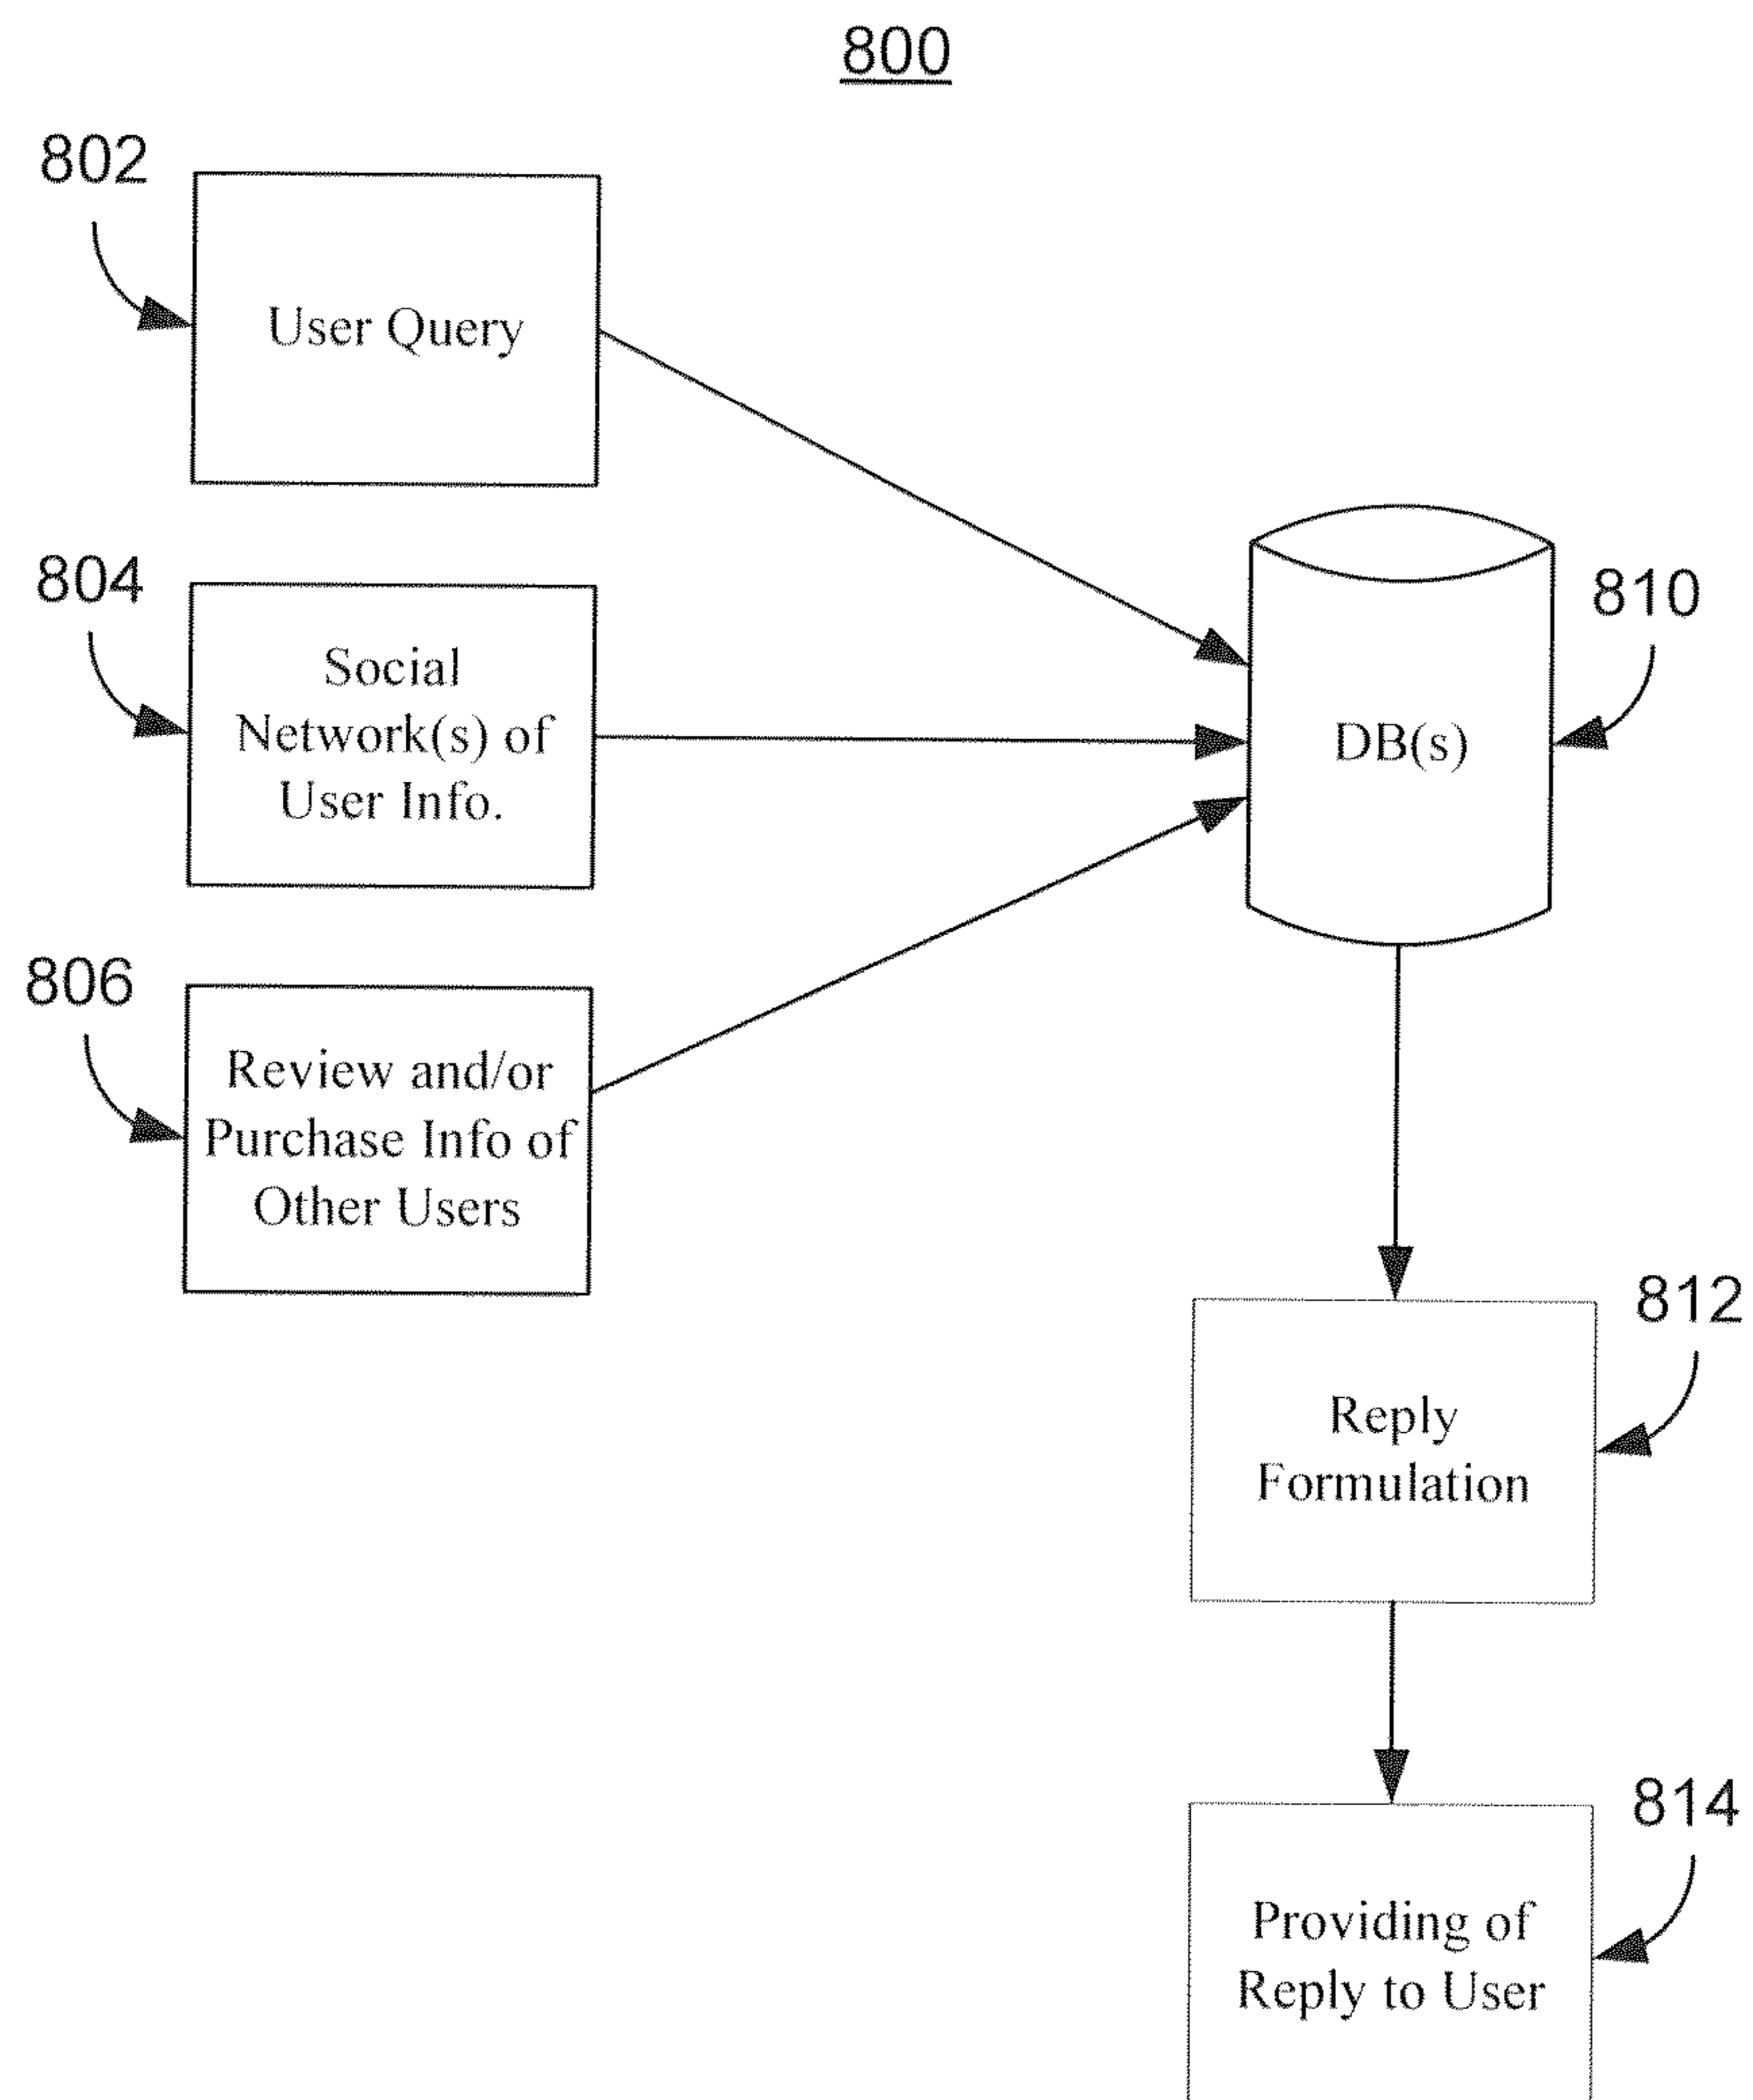 800
802
User Query
804
Social
Network(s) of
User Info.
810
DB(s)
806
Review and/or
Purchase Info of
Other Users
812
Reply
Formulation
814
Providing of
Reply to User